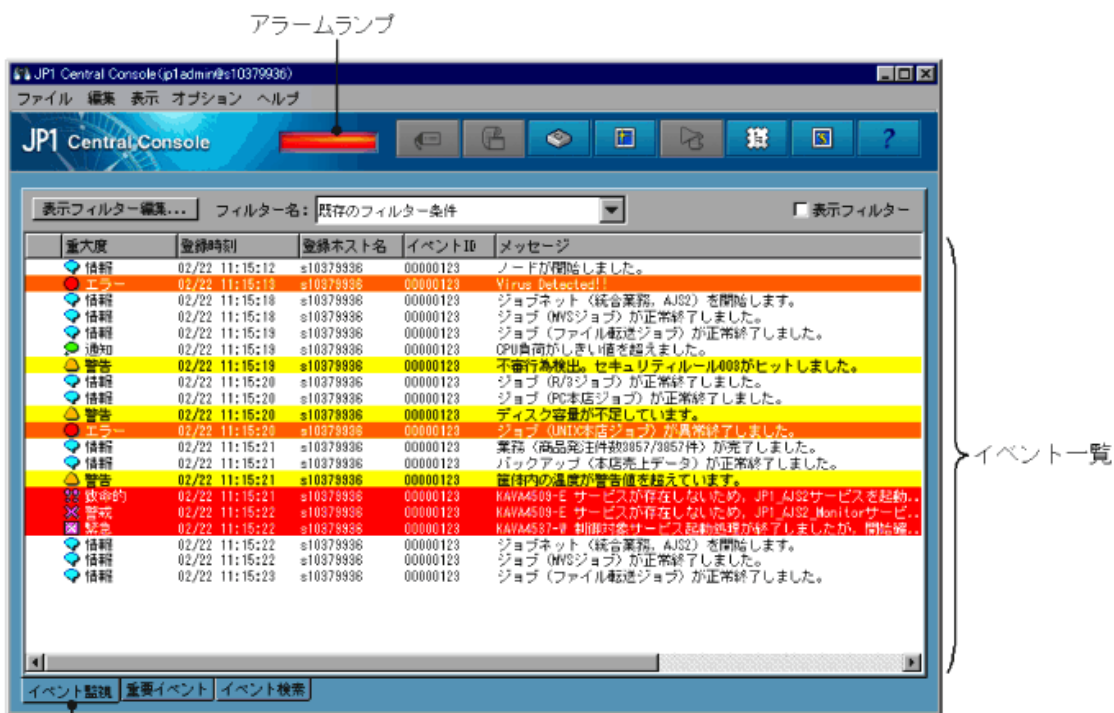 アラームランプ
JP1 Central Console(jp1admin@s10379936)
ファイル 編集 表示 オプション ヘルプ
JP1 Central Console
表示フィルター編集... フィルター名: 既存のフィルター条件 表示フィルター
重大度 登録時刻 登録ホスト名 イベントID メッセージ
情報 02/22 11:15:12 s10379936 00000123 ノードが開始しました。
エラー 02/22 11:15:13 s10379936 00000123 Virus Detected!!
情報 02/22 11:15:18 s10379936 00000123 ジョブネット（統合業務, AJS2）を開始します。
情報 02/22 11:15:18 s10379936 00000123 ジョブ（MVSジョブ）が正常終了しました。
情報 02/22 11:15:19 s10379936 00000123 ジョブ（ファイル転送ジョブ）が正常終了しました。
通知 02/22 11:15:19 s10379936 00000123 CPU負荷がしきい値を超えました。
警告 02/22 11:15:19 s10379936 00000123 不審行為検出。セキュリティルール003がヒットしました。
情報 02/22 11:15:20 s10379936 00000123 ジョブ（R/3ジョブ）が正常終了しました。
情報 02/22 11:15:20 s10379936 00000123 ジョブ（PC本店ジョブ）が正常終了しました。
警告 02/22 11:15:20 s10379936 00000123 ディスク容量が不足しています。
エラー 02/22 11:15:20 s10379936 00000123 ジョブ（UNIX本店ジョブ）が異常終了しました。
情報 02/22 11:15:21 s10379936 00000123 業務（商品発注件数3857/3857件）が完了しました。
情報 02/22 11:15:21 s10379936 00000123 バックアップ（本店売上データ）が正常終了しました。
警告 02/22 11:15:21 s10379936 00000123 筐体内の温度が警告値を超えています。
致命的 02/22 11:15:21 s10379936 00000123 KAVA4509-E サービスが存在しないため, JP1_AJS2サービスを起動..
警戒 02/22 11:15:22 s10379936 00000123 KAVA4509-E サービスが存在しないため, JP1_AJS2_Monitorサービ..
緊急 02/22 11:15:22 s10379936 00000123 KAVA4537-W 制御対象サービス起動処理が終了しましたが, 開始確..
情報 02/22 11:15:22 s10379936 00000123 ジョブネット（統合業務, AJS2）を開始します。
情報 02/22 11:15:22 s10379936 00000123 ジョブ（MVSジョブ）が正常終了しました。
情報 02/22 11:15:23 s10379936 00000123 ジョブ（ファイル転送ジョブ）が正常終了しました。
イベント一覧
イベント監視 重要イベント イベント検索